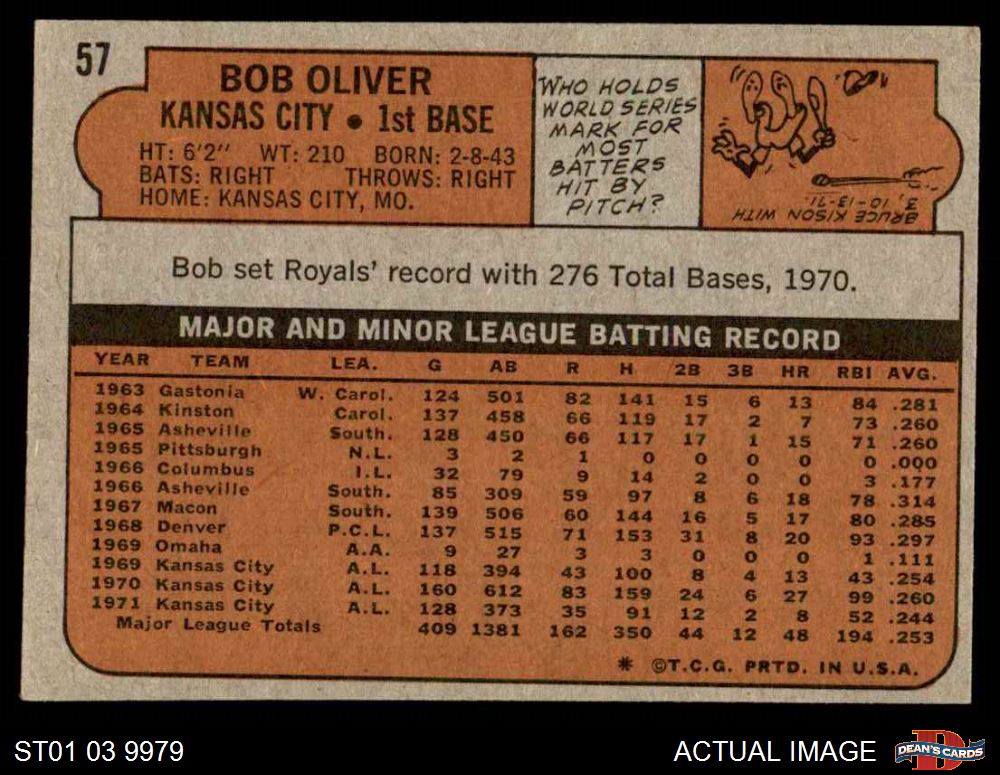 57
BOB OLIVER
KANSAS CITY • 1st BASE
HT: 6'2" WT: 210 BORN: 2-8-43
BATS: RIGHT THROWS: RIGHT
HOME: KANSAS CITY, MO.
WHO HOLDS
WORLD SERIES
MARK FOR
MOST
BATTERS
HIT BY
PITCH?
BRUCE KISON WITH
3, 10-13-71.
Bob set Royals' record with 276 Total Bases, 1970.
MAJOR AND MINOR LEAGUE BATTING RECORD
YEAR TEAM LEA. G AB R H 2B 3B HR RBI AVG.
1963 Gastonia W. Carol. 124 501 82 141 15 6 13 84 .281
1964 Kinston Carol. 137 458 66 119 17 2 7 73 .260
1965 Asheville South. 128 450 66 117 17 1 15 71 .260
1965 Pittsburgh N.L. 3 2 1 0 0 0 0 0 .000
1966 Columbus I.L. 32 79 9 14 2 0 0 3 .177
1966 Asheville South. 85 309 59 97 8 6 18 78 .314
1967 Macon South. 139 506 60 144 16 5 17 80 .285
1968 Denver P.C.L. 137 515 71 153 31 8 20 93 .297
1969 Omaha A.A. 9 27 3 3 0 0 0 1 .111
1969 Kansas City A.L. 118 394 43 100 8 4 13 43 .254
1970 Kansas City A.L. 160 612 83 159 24 6 27 99 .260
1971 Kansas City A.L. 128 373 35 91 12 2 8 52 .244
Major League Totals 409 1381 162 350 44 12 48 194 .253
* ©T.C.G. PRTD. IN U.S.A.
ST01 03 9979
ACTUAL IMAGE
DEAN'S CARDS